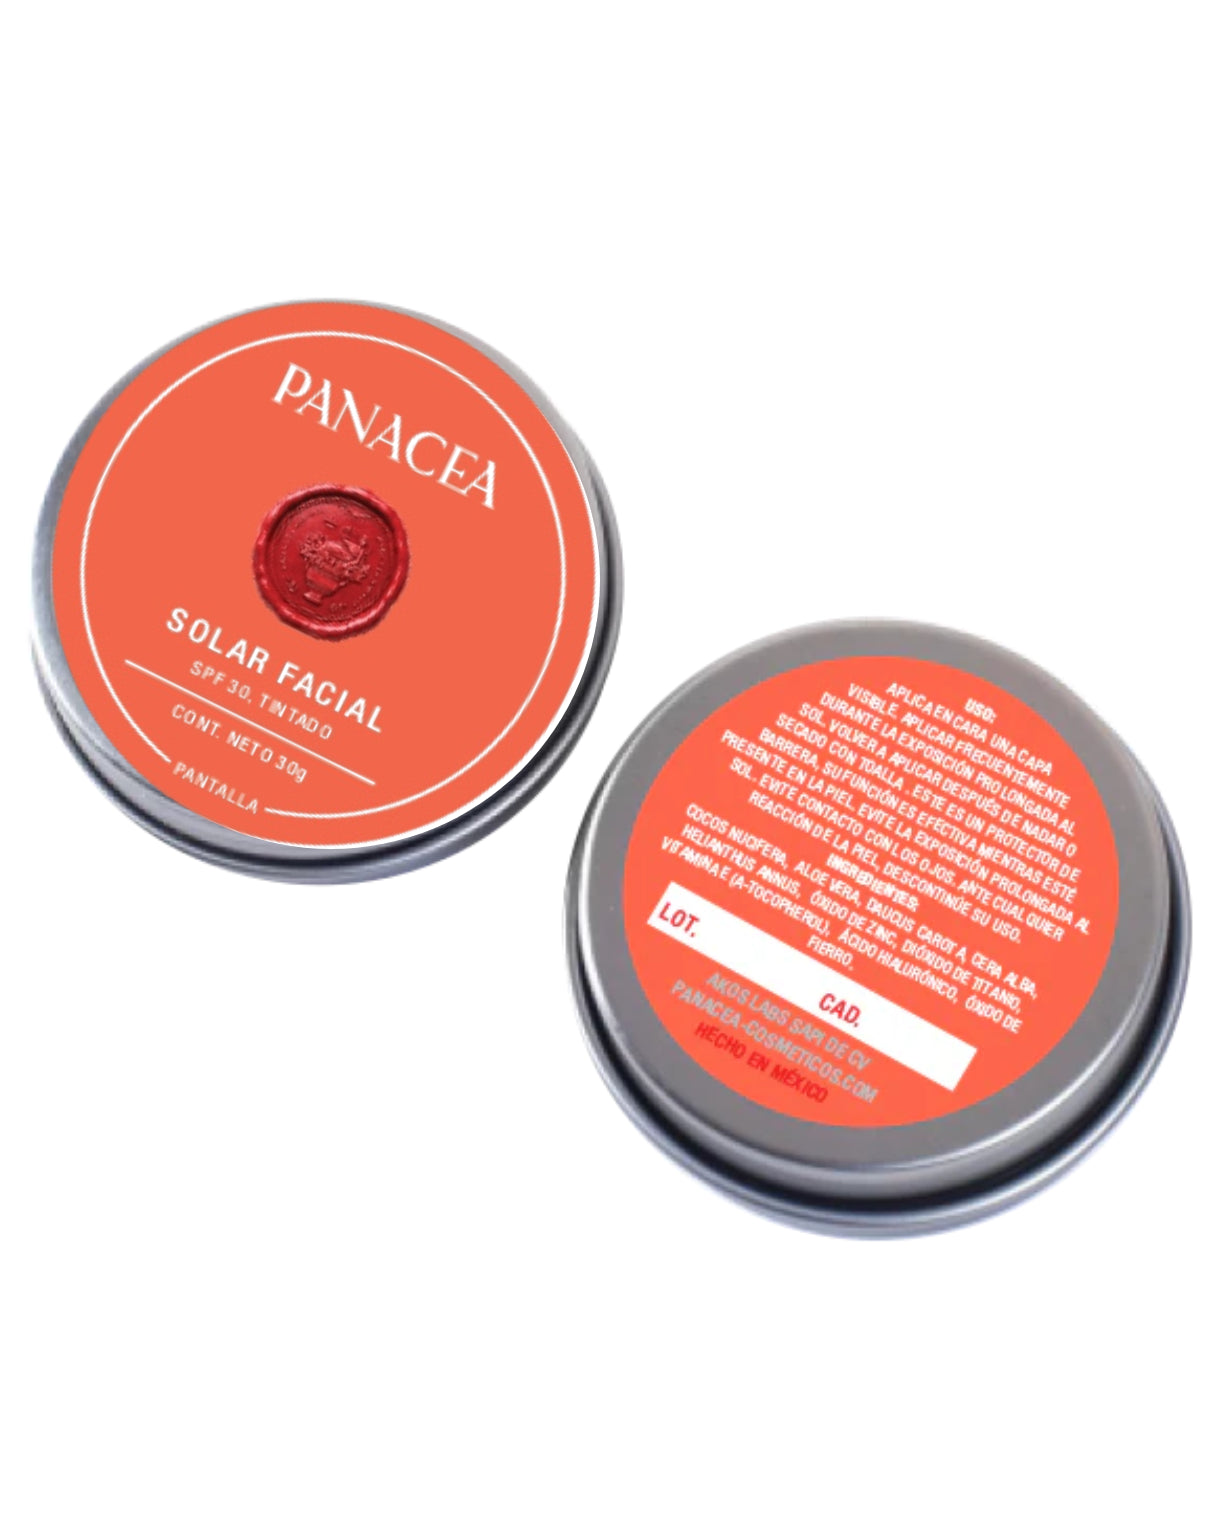 PANACEA
SOLAR FACIAL
SPF 30, TINTADO
CONT. NETO 30g
PANTALLA
USO:
APLICA EN CARA UNA CAPA
VISIBLE, APLICAR FRECUENTEMENTE
DURANTE LA EXPOSICIÓN PROLONGADA AL
SOL. VOLVER A APLICAR DESPUÉS DE NADAR O
SECADO CON TOALLA. ESTE ES UN PROTECTOR DE
BARRERA, SU FUNCIÓN ES EFECTIVA MIENTRAS ESTÉ
PRESENTE EN LA PIEL. EVITE LA EXPOSICIÓN PROLONGADA AL
SOL. EVITE CONTACTO CON LOS OJOS. ANTE CUALQUIER
REACCIÓN DE LA PIEL, DESCONTINÚE SU USO.
INGREDIENTES:
COCOS NUCIFERA, ALOE VERA, DAUCUS CAROTA, CERA ALBA,
HELIANTHUS ANNUS, ÓXIDO DE ZINC, DIÓXIDO DE TITANIO,
VITAMINA E (A-TOCOPHEROL), ÁCIDO HIALURÓNICO, ÓXIDO DE
FIERRO.
LOT.
CAD.
AKOS LABS SAPI DE CV
PANACEA-COSMETICOS.COM
HECHO EN MÉXICO